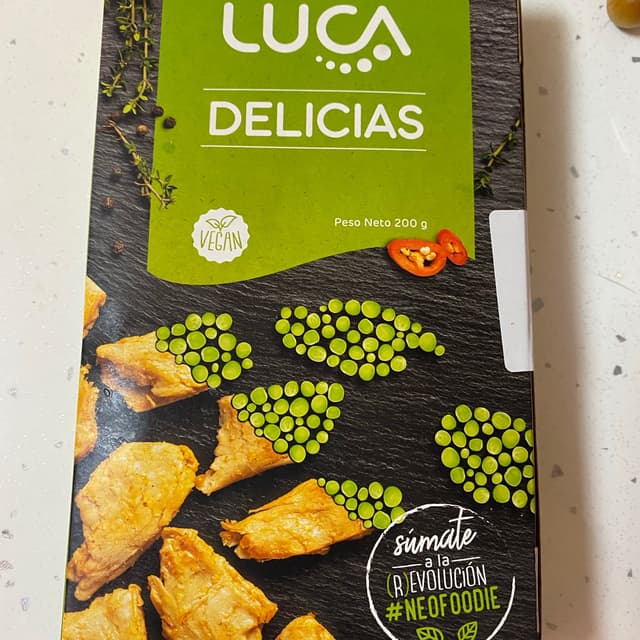 LUCA
DELICIAS
Peso Neto 200 g
VEGAN
súmate
a la
(R)EVOLUCIÓN
#NEOFOODIE